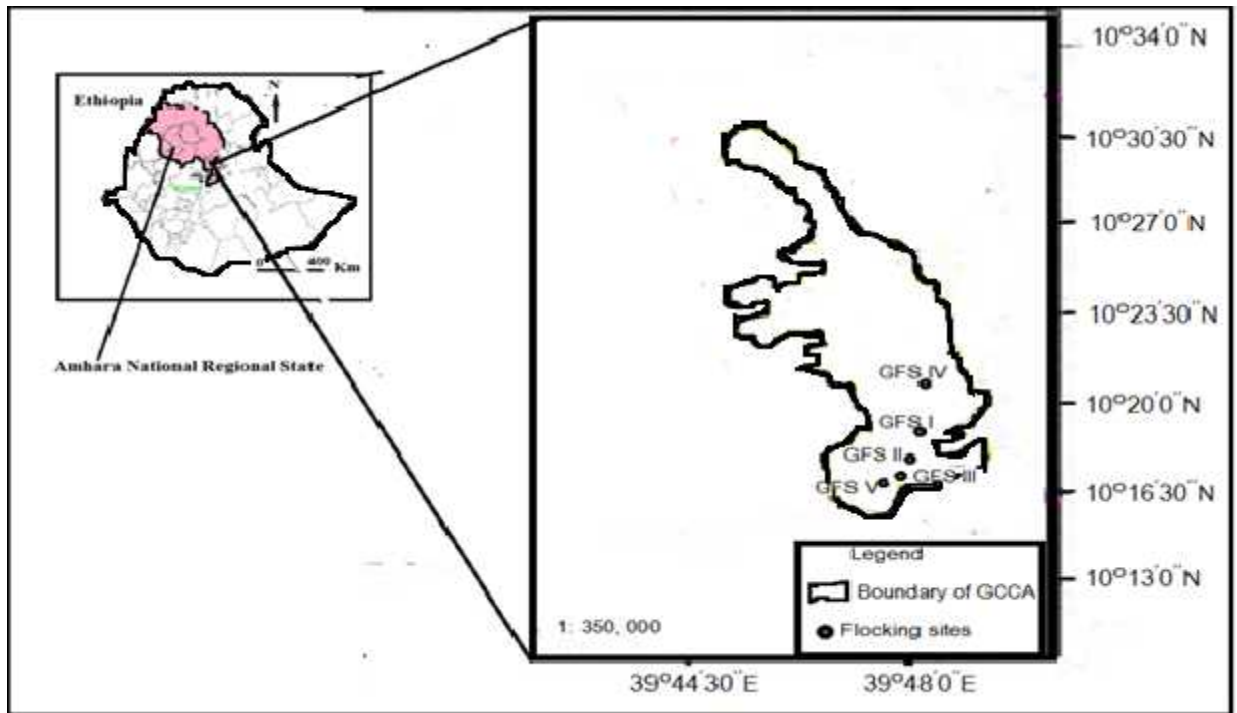 Ethiopia
Z
0 400 Km
Amhara National Regional State
10°34'0"N
10°30'30"N
10°27'0"N
10°23'30"N
10°20'0"N
10°16'30"N
10°13'0"N
GFS IV
GFS I
GFS II
GFS III
GFS V
Legend
Boundary of GCCA
Flocking sites
1: 350, 000
39°44'30"E
39°48'0"E